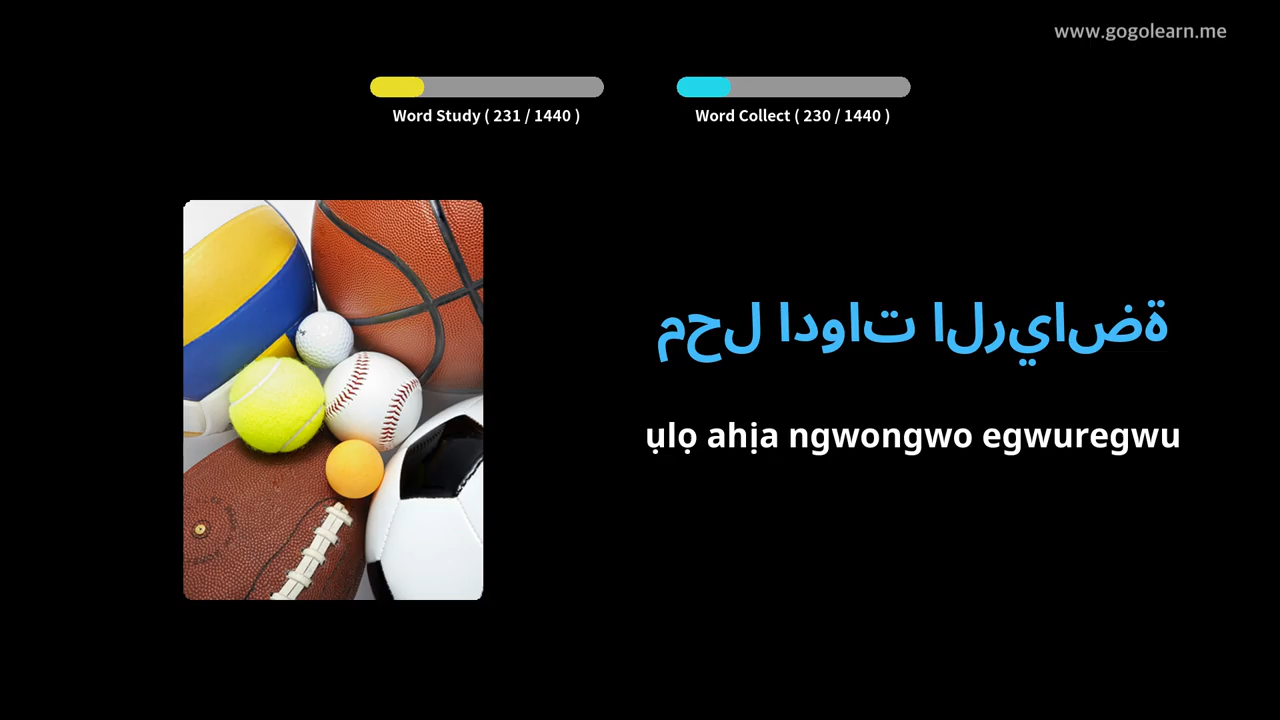 www.gogolearn.me
Word Study ( 231 / 1440 )
Word Collect ( 230 / 1440 )
محل ادوات الرياضة
ụlọ ahịa ngwongwo egwuregwu